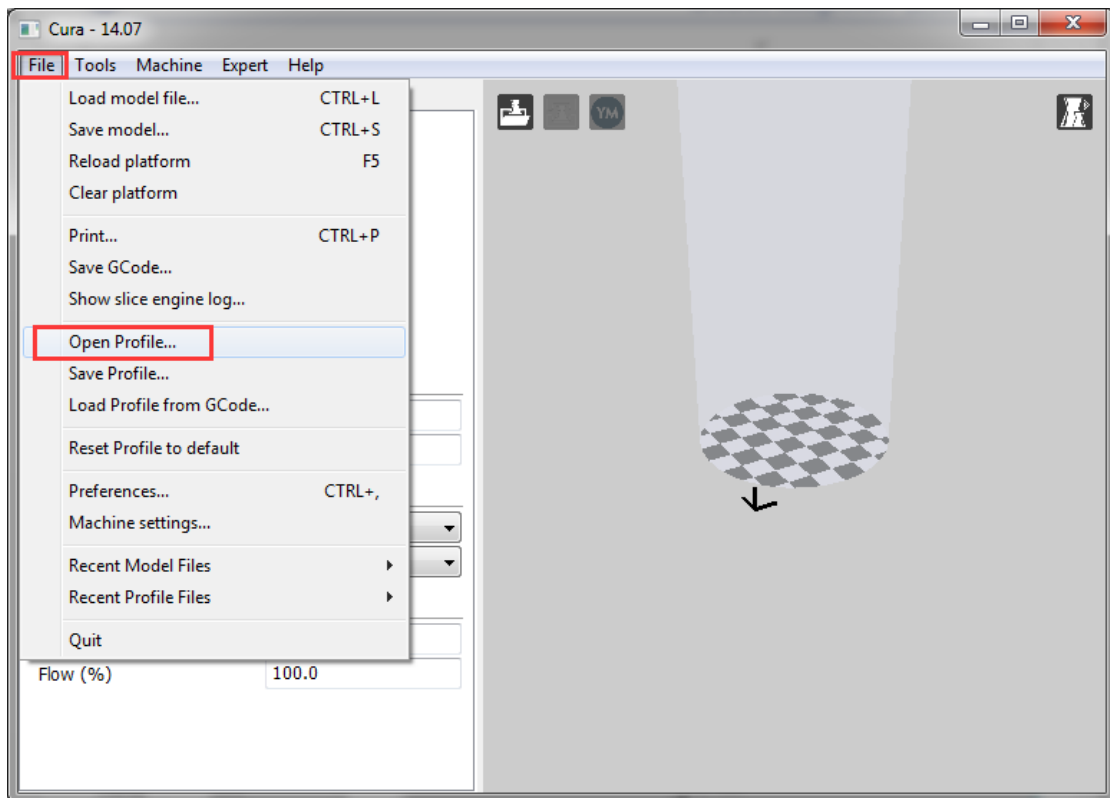 Cura - 14.07
File Tools Machine Expert Help
Load model file... CTRL+L
Save model... CTRL+S
Reload platform F5
Clear platform
Print... CTRL+P
Save GCode...
Show slice engine log...
Open Profile...
Save Profile...
Load Profile from GCode...
Reset Profile to default
Preferences... CTRL+,
Machine settings...
Recent Model Files
Recent Profile Files
Quit
Flow (%) 100.0
YM